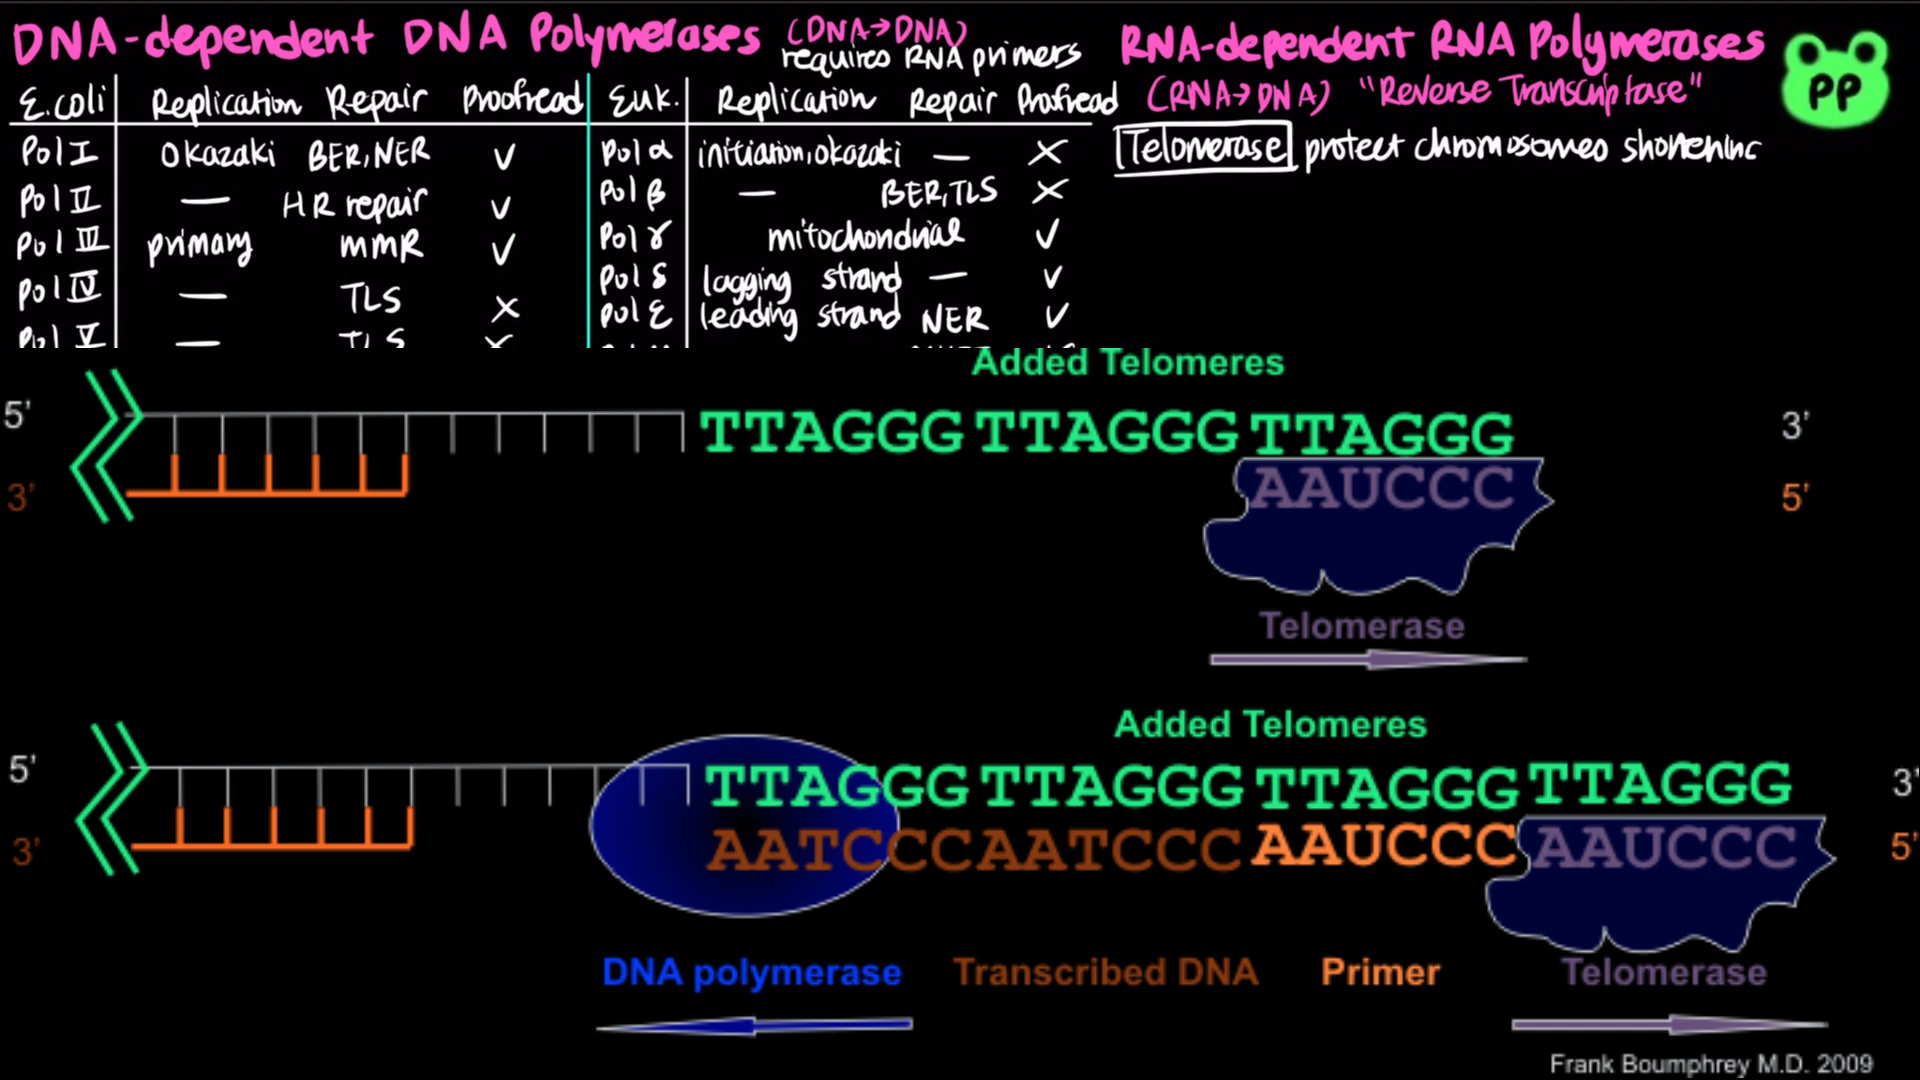 DNA-dependent DNA Polymerases (DNA→DNA)
requires RNA primers
E.coli Replication Repair Proofread
Pol I Okazaki BER, NER ✓
Pol II — HR repair ✓
Pol III primary MMR ✓
Pol IV — TLS ×
Pol V — TLS ×
Euk. Replication Repair Proofread
Pol α initiation, okazaki — ×
Pol β — BER, TLS ×
Pol γ mitochondrial ✓
Pol δ lagging strand — ✓
Pol ε leading strand NER ✓
RNA-dependent RNA Polymerases
(RNA→DNA) "Reverse Transcriptase"
Telomerase protect chromosomes shortening
PP
Added Telomeres
5' TTAGGG TTAGGG TTAGGG 3'
3' AAUCCC 5'
Telomerase
Added Telomeres
5' TTAGGG TTAGGG TTAGGG TTAGGG 3'
3' AATCCCAATCCC AAUCCC AAUCCC 5'
DNA polymerase Transcribed DNA Primer Telomerase
Frank Boumphrey M.D. 2009